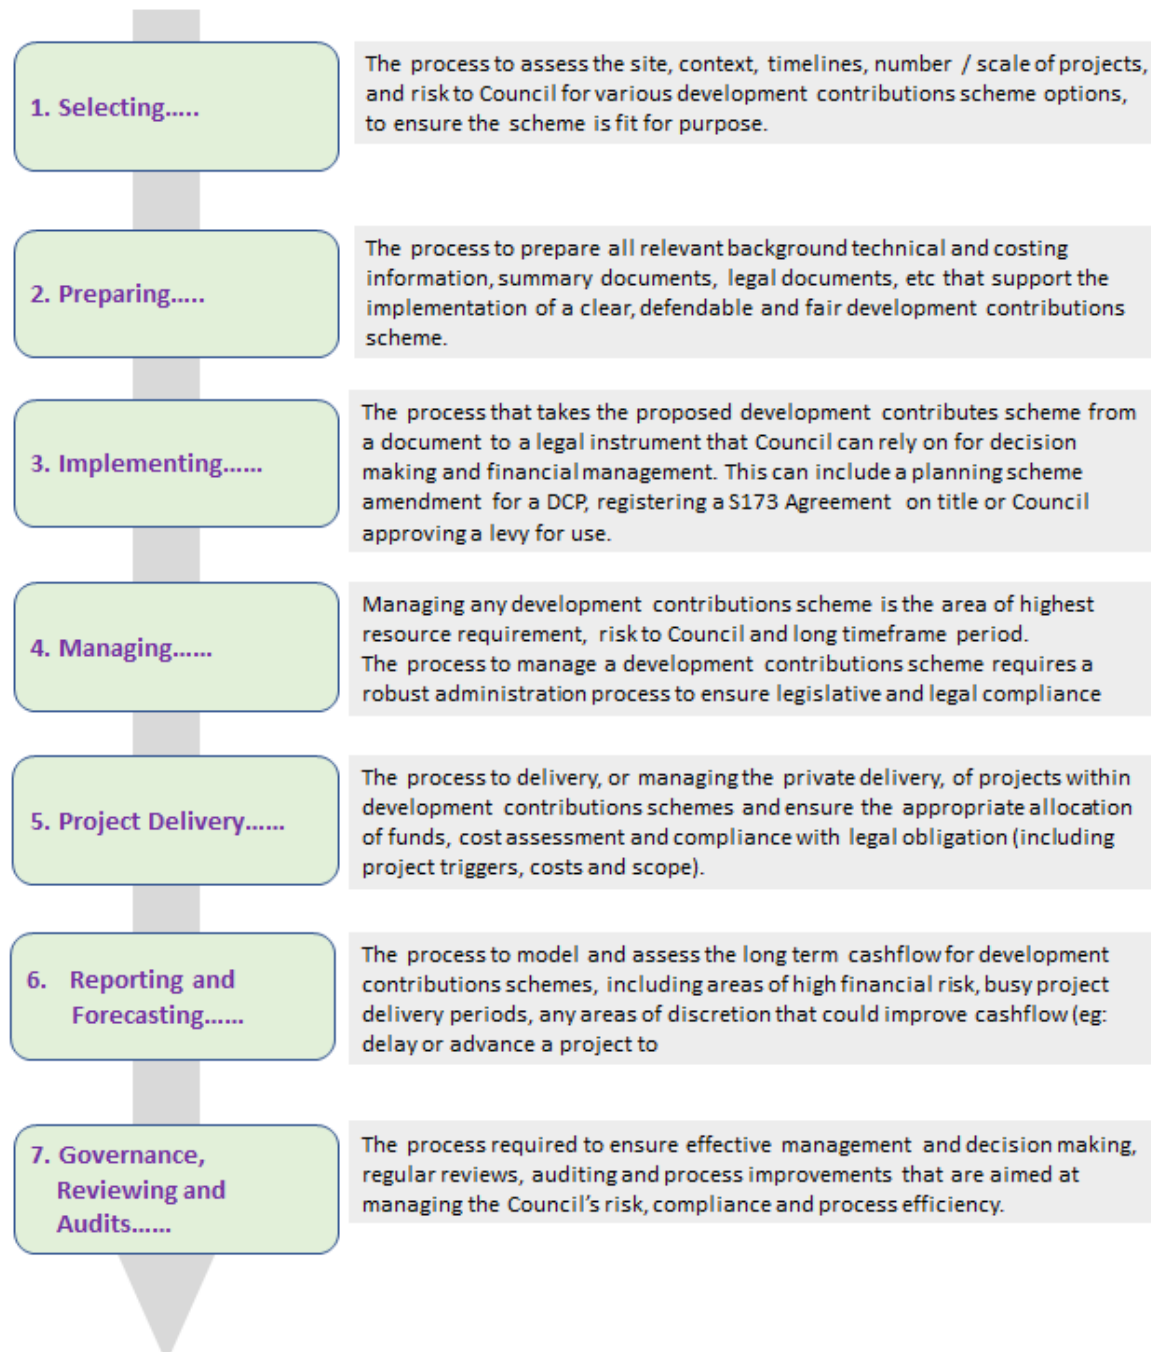 1. Selecting.....
The process to assess the site, context, timelines, number / scale of projects,
and risk to Council for various development contributions scheme options,
to ensure the scheme is fit for purpose.
2. Preparing.....
The process to prepare all relevant background technical and costing
information, summary documents, legal documents, etc that support the
implementation of a clear, defendable and fair development contributions
scheme.
3. Implementing......
The process that takes the proposed development contributes scheme from
a document to a legal instrument that Council can rely on for decision
making and financial management. This can include a planning scheme
amendment for a DCP, registering a S173 Agreement on title or Council
approving a levy for use.
4. Managing......
Managing any development contributions scheme is the area of highest
resource requirement, risk to Council and long timeframe period.
The process to manage a development contributions scheme requires a
robust administration process to ensure legislative and legal compliance
5. Project Delivery......
The process to delivery, or managing the private delivery, of projects within
development contributions schemes and ensure the appropriate allocation
of funds, cost assessment and compliance with legal obligation (including
project triggers, costs and scope).
6. Reporting and
Forecasting......
The process to model and assess the long term cashflow for development
contributions schemes, including areas of high financial risk, busy project
delivery periods, any areas of discretion that could improve cashflow (eg:
delay or advance a project to
7. Governance,
Reviewing and
Audits......
The process required to ensure effective management and decision making,
regular reviews, auditing and process improvements that are aimed at
managing the Council's risk, compliance and process efficiency.